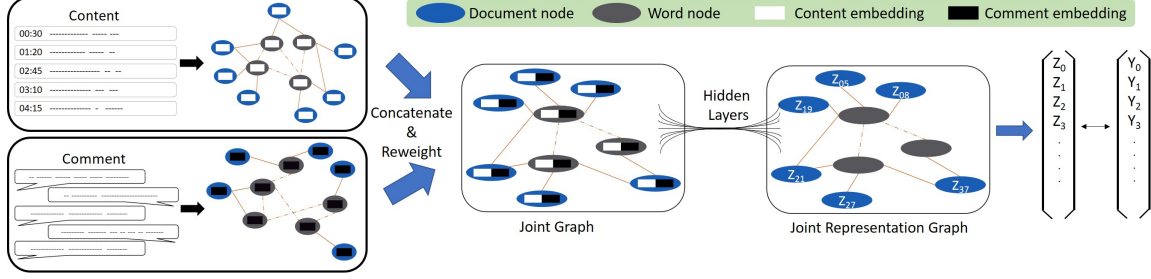 Document node
Word node
Content embedding
Comment embedding
Content
00:30
01:20
02:45
03:10
04:15
Comment
Concatenate
&
Reweight
Joint Graph
Hidden
Layers
Z05
Z08
Z19
Z21
Z27
Z37
Joint Representation Graph
Z0
Z1
Z2
Z3
Y0
Y1
Y2
Y3